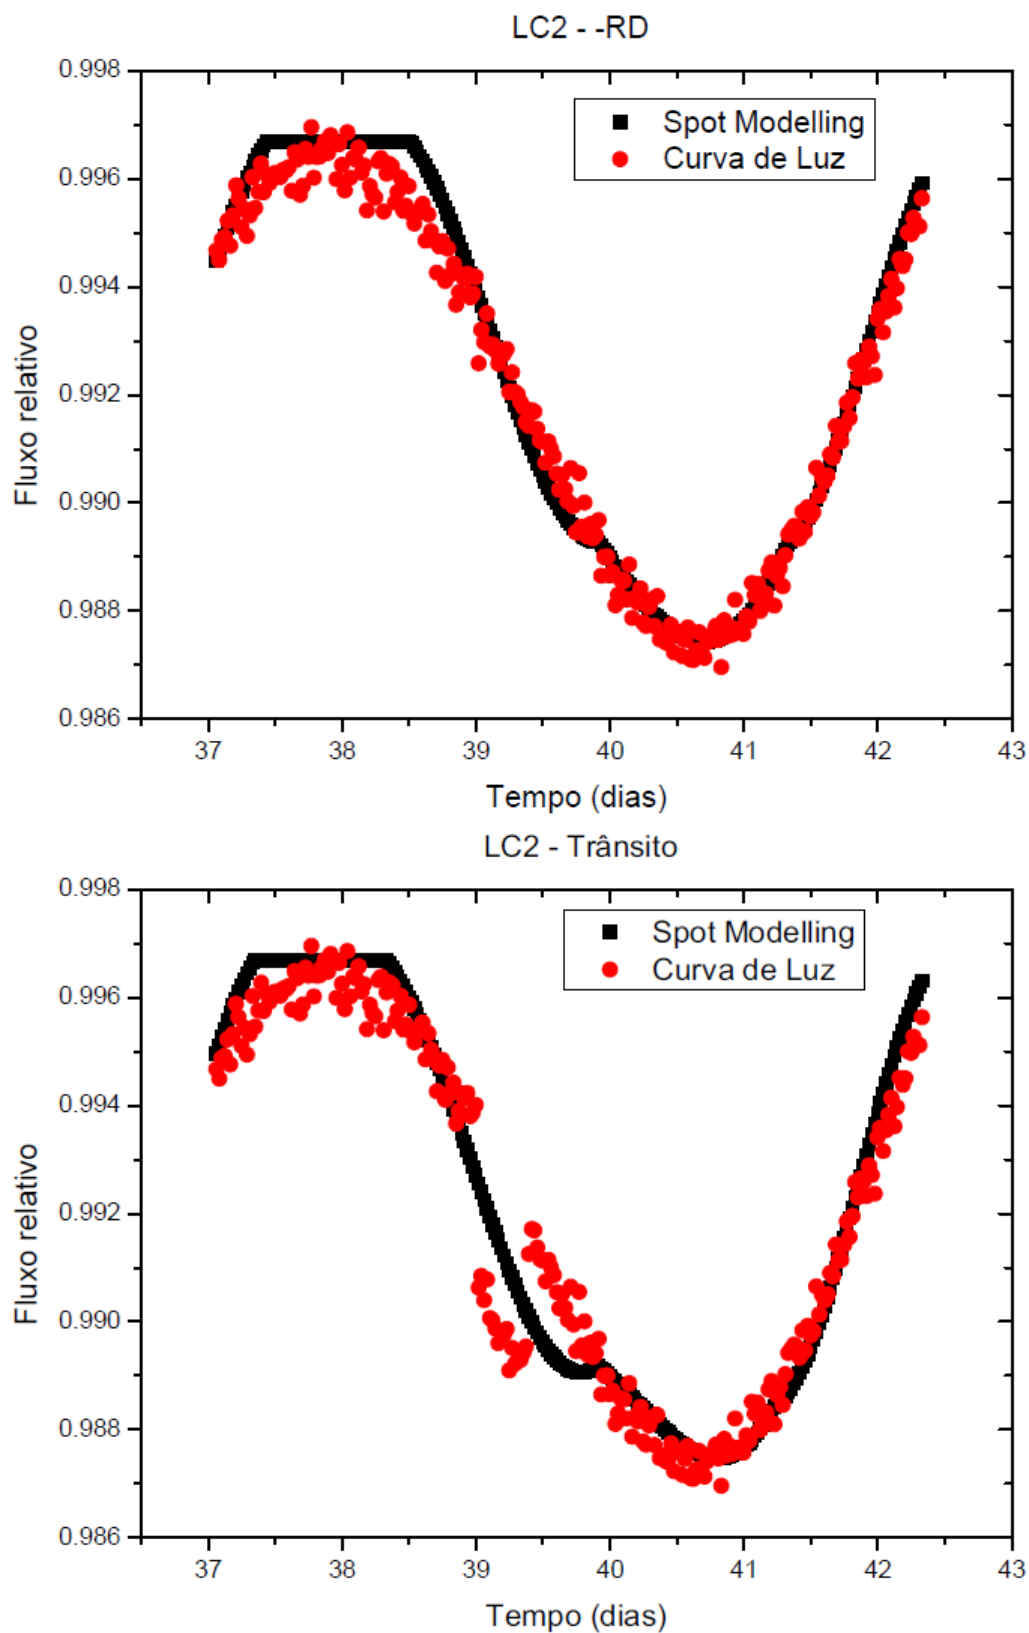 LC2 - -RD
0.998
0.996
0.994
0.992
0.990
0.988
0.986
Fluxo relativo
Spot Modelling
Curva de Luz
37 38 39 40 41 42 43
Tempo (dias)
LC2 - Trânsito
0.998
0.996
0.994
0.992
0.990
0.988
0.986
Fluxo relativo
Spot Modelling
Curva de Luz
37 38 39 40 41 42 43
Tempo (dias)